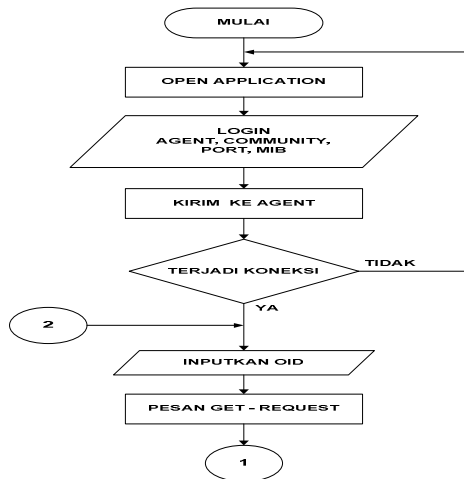 MULAI
OPEN APPLICATION
LOGIN
AGENT, COMMUNITY,
PORT, MIB
KIRIM KE AGENT
TERJADI KONEKSI
TIDAK
YA
2
INPUTKAN OID
PESAN GET - REQUEST
1